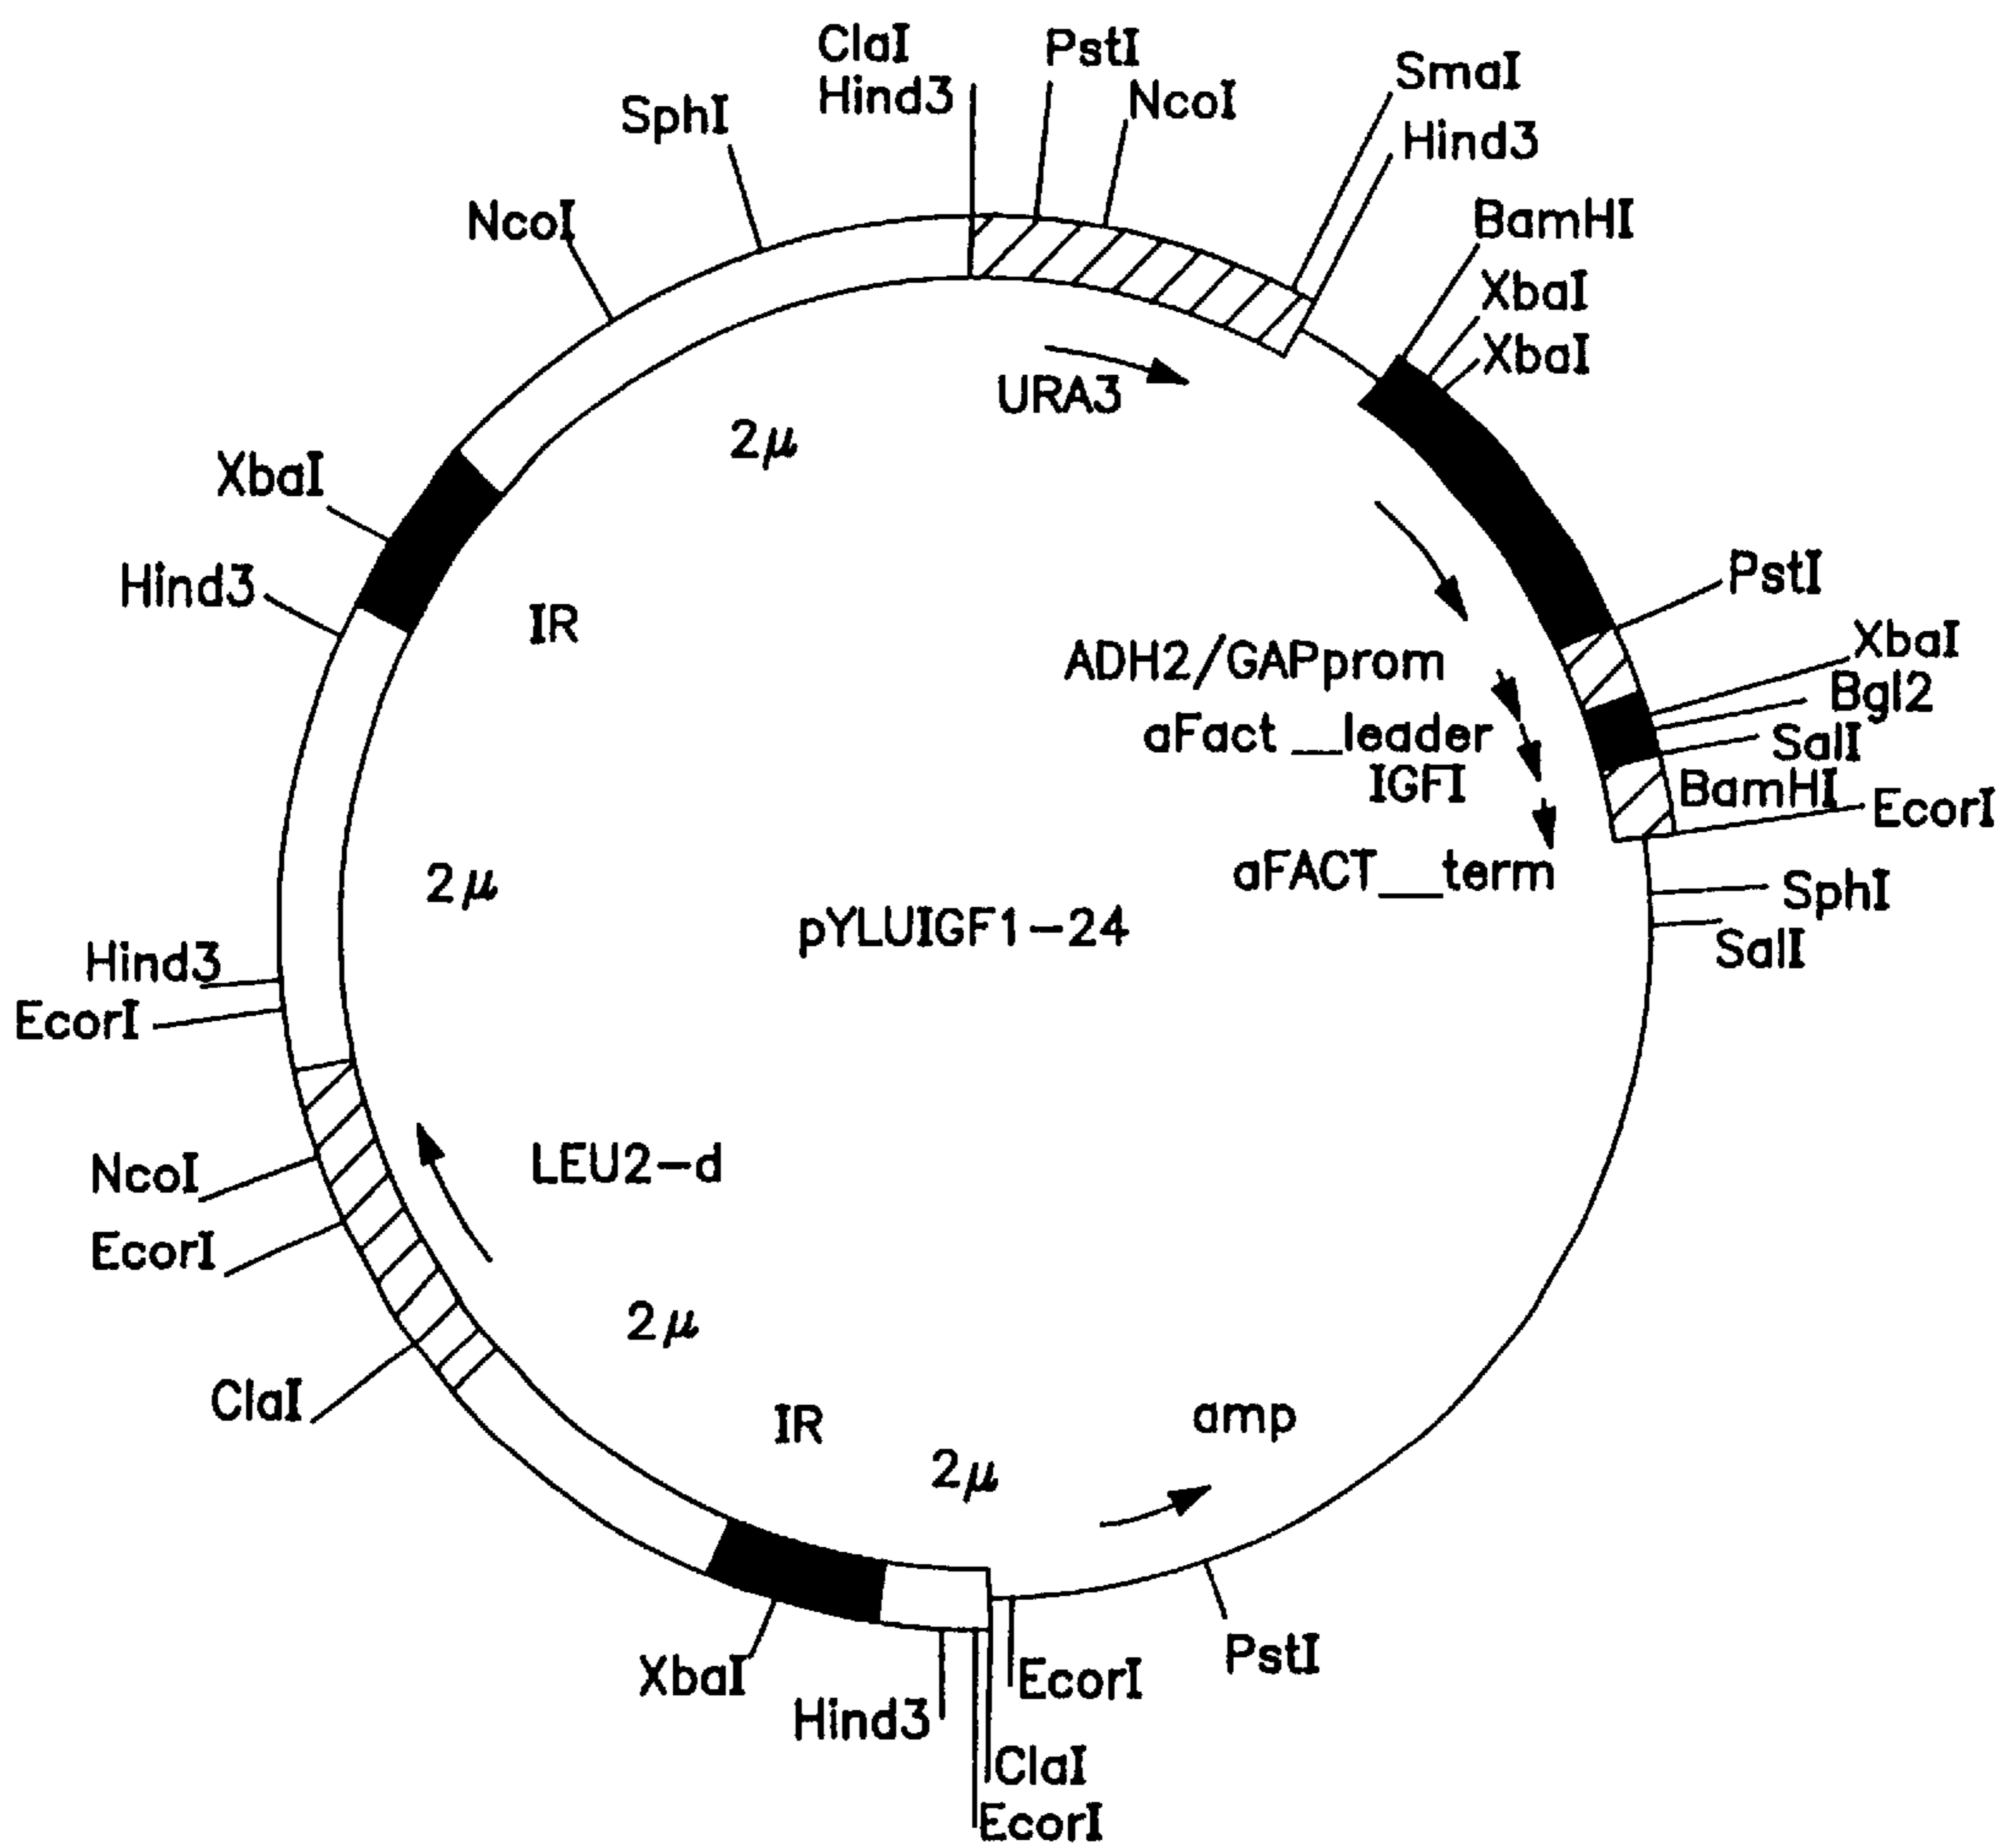 ClaI
Hind3
PstI
NcoI
SmaI
Hind3
SphI
NcoI
BamHI
XbaI
XbaI
URA3
2μ
XbaI
Hind3
IR
PstI
ADH2/GAPprom
XbaI
Bgl2
aFact__leader
SalI
IGFI
BamHI
EcorI
aFACT__term
2μ
SphI
pYLUIGF1-24
SalI
Hind3
EcorI
LEU2-d
NcoI
EcorI
2μ
ClaI
IR
amp
2μ
XbaI
Hind3
EcorI
PstI
ClaI
EcorI